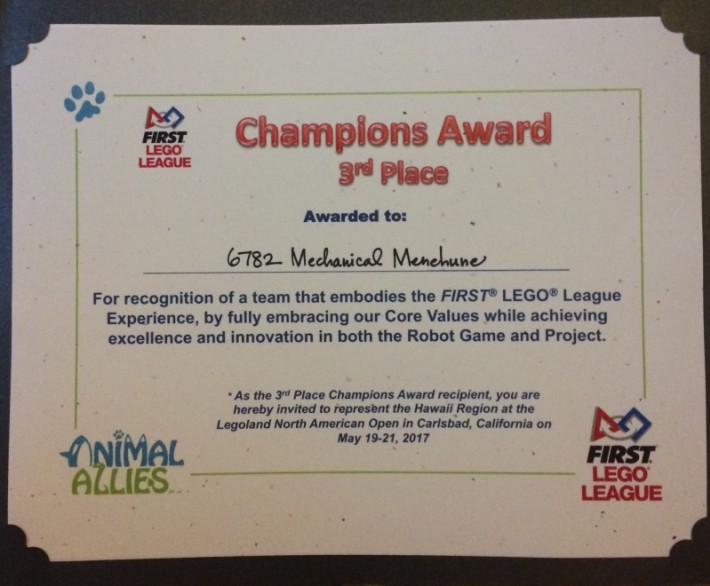 FIRST
LEGO
LEAGUE
Champions Award
3rd Place
Awarded to:
6782 Mechanical Menehune
For recognition of a team that embodies the FIRST® LEGO® League
Experience, by fully embracing our Core Values while achieving
excellence and innovation in both the Robot Game and Project.
* As the 3rd Place Champions Award recipient, you are
hereby invited to represent the Hawaii Region at the
Legoland North American Open in Carlsbad, California on
May 19-21, 2017
ANIMAL
ALLIES
FIRST
LEGO
LEAGUE